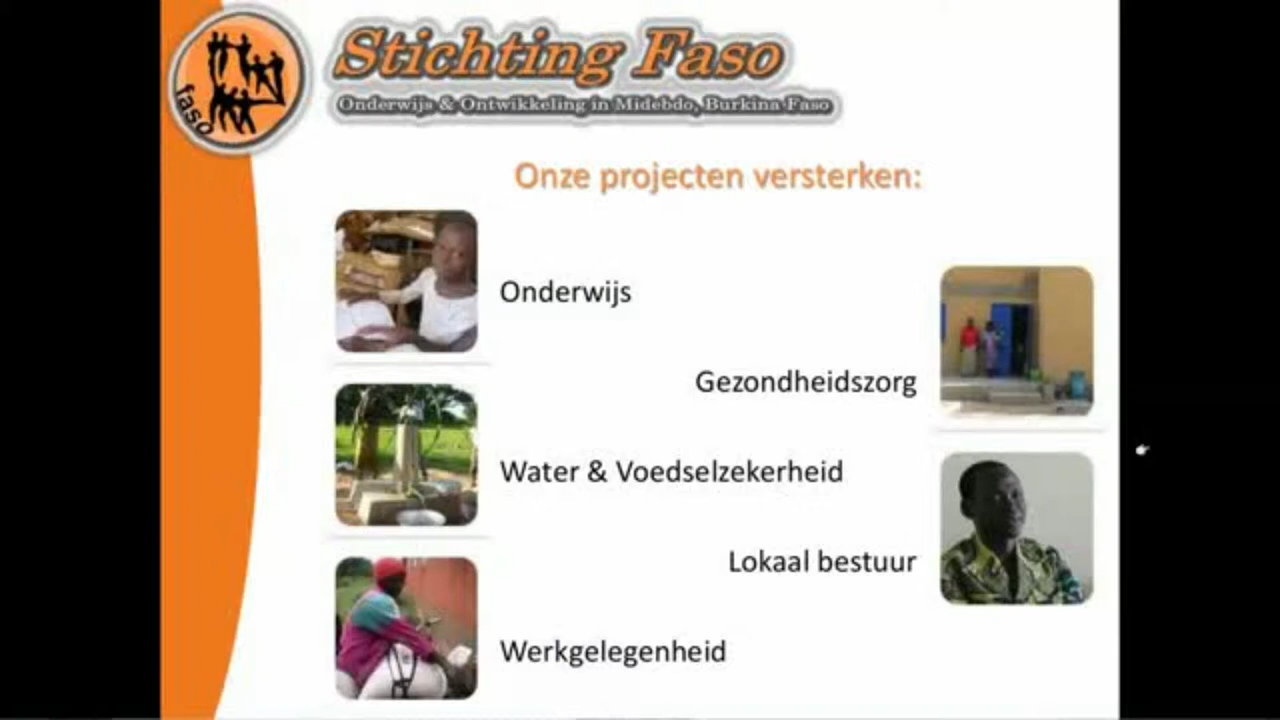 faso
Stichting Faso
Onderwijs & Ontwikkeling in Midebdo, Burkina Faso
Onze projecten versterken:
Onderwijs
Gezondheidszorg
Water & Voedselzekerheid
Lokaal bestuur
Werkgelegenheid